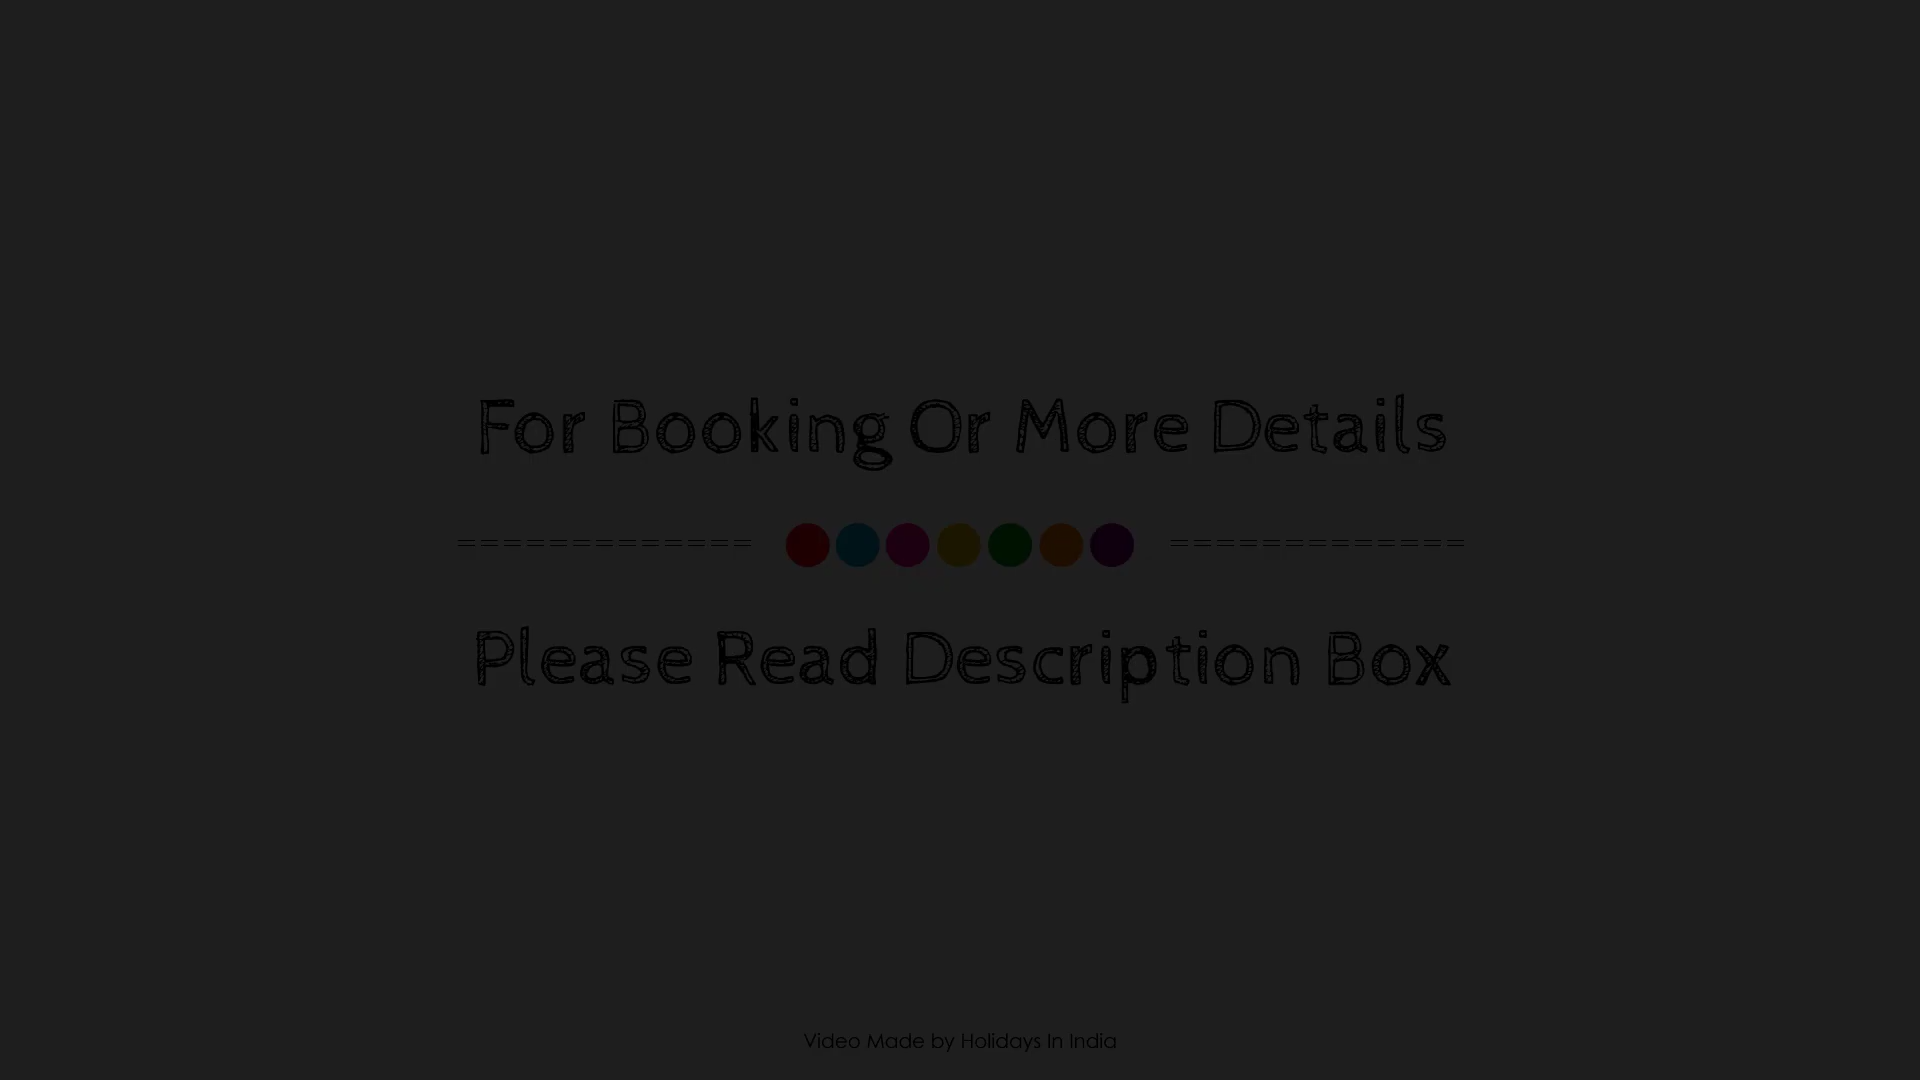 For Booking Or More Details
============= =============
Please Read Description Box
Video Made by Holidays In India